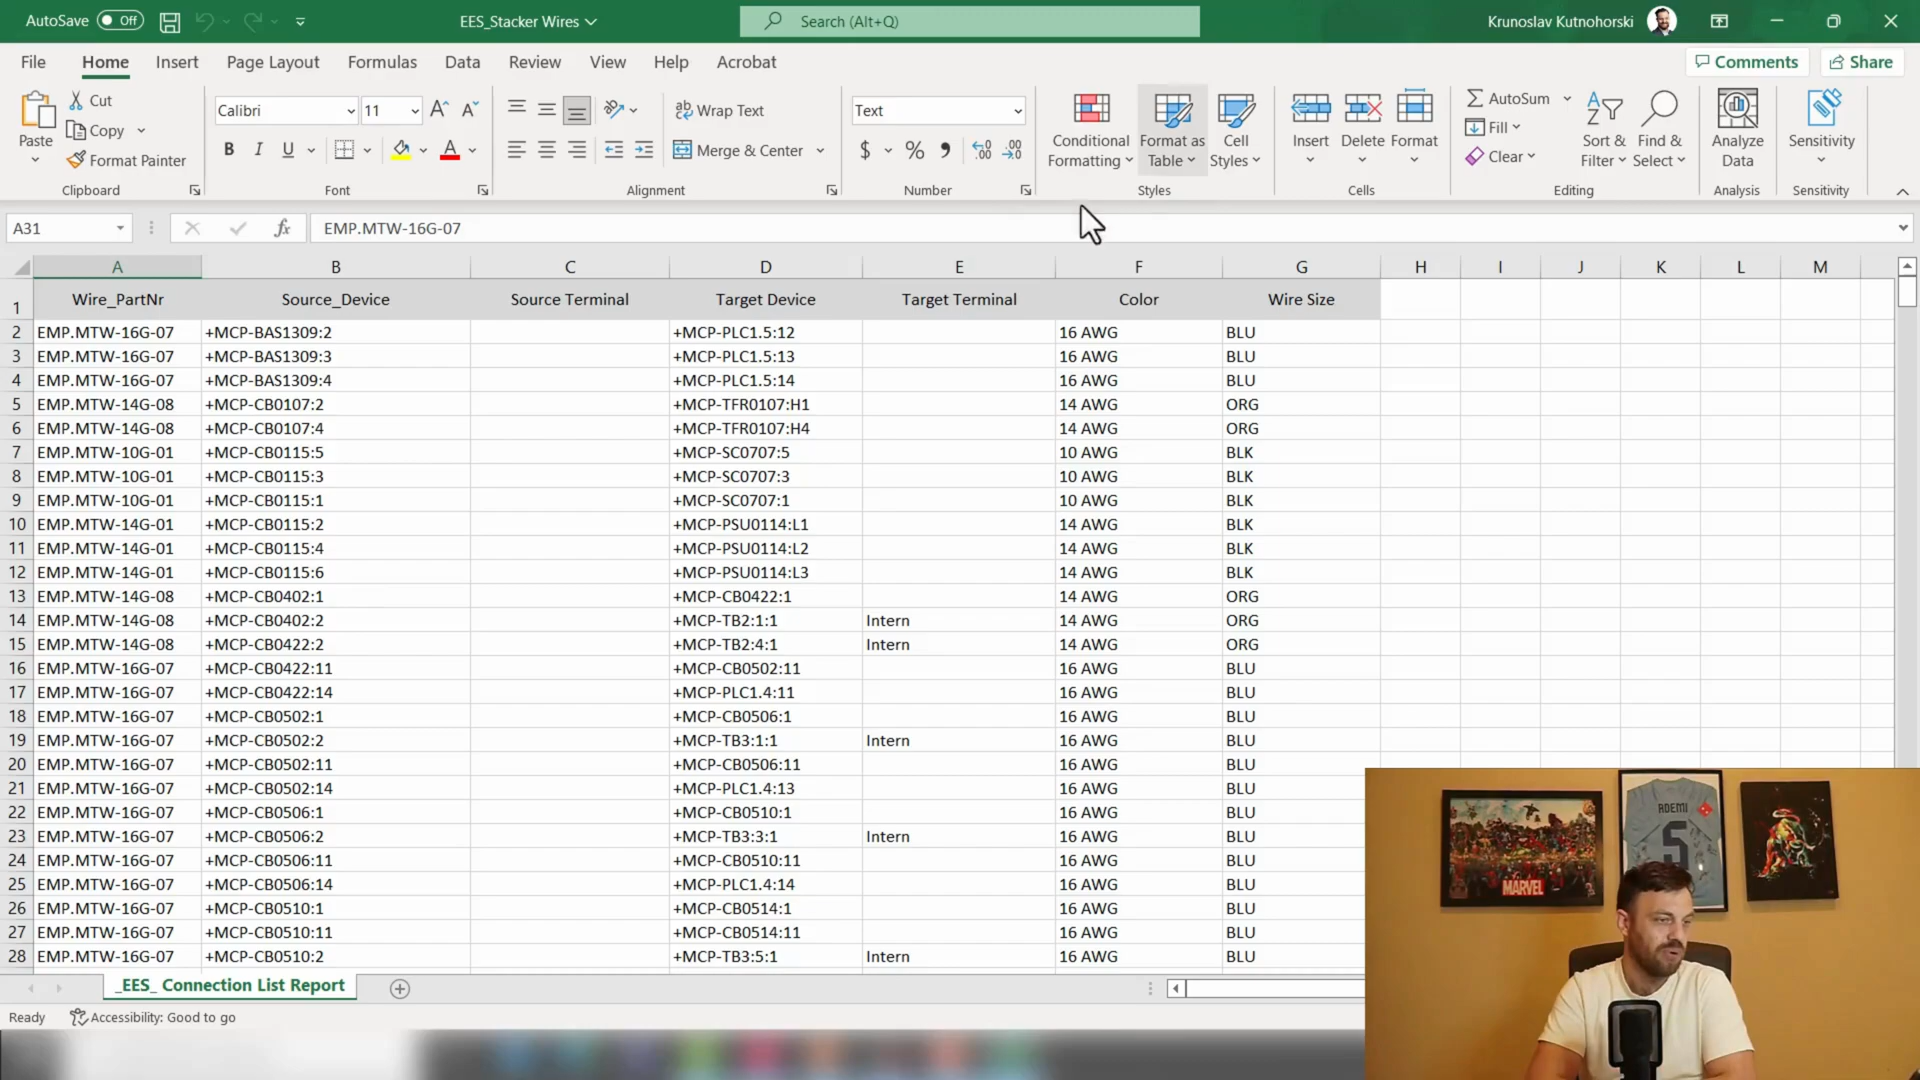 AutoSave Off EES_Stacker Wires Search (Alt+Q) Krunoslav Kutnohorski
File Home Insert Page Layout Formulas Data Review View Help Acrobat Comments Share
Paste Cut Copy Format Painter Clipboard
Calibri 11 B I U Font
Wrap Text Merge & Center Alignment
Text $ % Number
Conditional Formatting Format as Table Cell Styles Styles
Insert Delete Format Cells
AutoSum Fill Clear Sort & Filter Find & Select Editing
Analyze Data Analysis
Sensitivity Sensitivity
A31 fx EMP.MTW-16G-07
A B C D E F G H I J K L M
1 Wire_PartNr Source_Device Source Terminal Target Device Target Terminal Color Wire Size
2 EMP.MTW-16G-07 +MCP-BAS1309:2 +MCP-PLC1.5:12 16 AWG BLU
3 EMP.MTW-16G-07 +MCP-BAS1309:3 +MCP-PLC1.5:13 16 AWG BLU
4 EMP.MTW-16G-07 +MCP-BAS1309:4 +MCP-PLC1.5:14 16 AWG BLU
5 EMP.MTW-14G-08 +MCP-CB0107:2 +MCP-TFR0107:H1 14 AWG ORG
6 EMP.MTW-14G-08 +MCP-CB0107:4 +MCP-TFR0107:H4 14 AWG ORG
7 EMP.MTW-10G-01 +MCP-CB0115:5 +MCP-SC0707:5 10 AWG BLK
8 EMP.MTW-10G-01 +MCP-CB0115:3 +MCP-SC0707:3 10 AWG BLK
9 EMP.MTW-10G-01 +MCP-CB0115:1 +MCP-SC0707:1 10 AWG BLK
10 EMP.MTW-14G-01 +MCP-CB0115:2 +MCP-PSU0114:L1 14 AWG BLK
11 EMP.MTW-14G-01 +MCP-CB0115:4 +MCP-PSU0114:L2 14 AWG BLK
12 EMP.MTW-14G-01 +MCP-CB0115:6 +MCP-PSU0114:L3 14 AWG BLK
13 EMP.MTW-14G-08 +MCP-CB0402:1 +MCP-CB0422:1 14 AWG ORG
14 EMP.MTW-14G-08 +MCP-CB0402:2 +MCP-TB2:1:1 Intern 14 AWG ORG
15 EMP.MTW-14G-08 +MCP-CB0422:2 +MCP-TB2:4:1 Intern 14 AWG ORG
16 EMP.MTW-16G-07 +MCP-CB0422:11 +MCP-CB0502:11 16 AWG BLU
17 EMP.MTW-16G-07 +MCP-CB0422:14 +MCP-PLC1.4:11 16 AWG BLU
18 EMP.MTW-16G-07 +MCP-CB0502:1 +MCP-CB0506:1 16 AWG BLU
19 EMP.MTW-16G-07 +MCP-CB0502:2 +MCP-TB3:1:1 Intern 16 AWG BLU
20 EMP.MTW-16G-07 +MCP-CB0502:11 +MCP-CB0506:11 16 AWG BLU
21 EMP.MTW-16G-07 +MCP-CB0502:14 +MCP-PLC1.4:13 16 AWG BLU
22 EMP.MTW-16G-07 +MCP-CB0506:1 +MCP-CB0510:1 16 AWG BLU
23 EMP.MTW-16G-07 +MCP-CB0506:2 +MCP-TB3:3:1 Intern 16 AWG BLU
24 EMP.MTW-16G-07 +MCP-CB0506:11 +MCP-CB0510:11 16 AWG BLU
25 EMP.MTW-16G-07 +MCP-CB0506:14 +MCP-PLC1.4:14 16 AWG BLU
26 EMP.MTW-16G-07 +MCP-CB0510:1 +MCP-CB0514:1 16 AWG BLU
27 EMP.MTW-16G-07 +MCP-CB0510:11 +MCP-CB0514:11 16 AWG BLU
28 EMP.MTW-16G-07 +MCP-CB0510:2 +MCP-TB3:5:1 Intern 16 AWG BLU
_EES_ Connection List Report
Ready Accessibility: Good to go
MARVEL
ADEMI
5